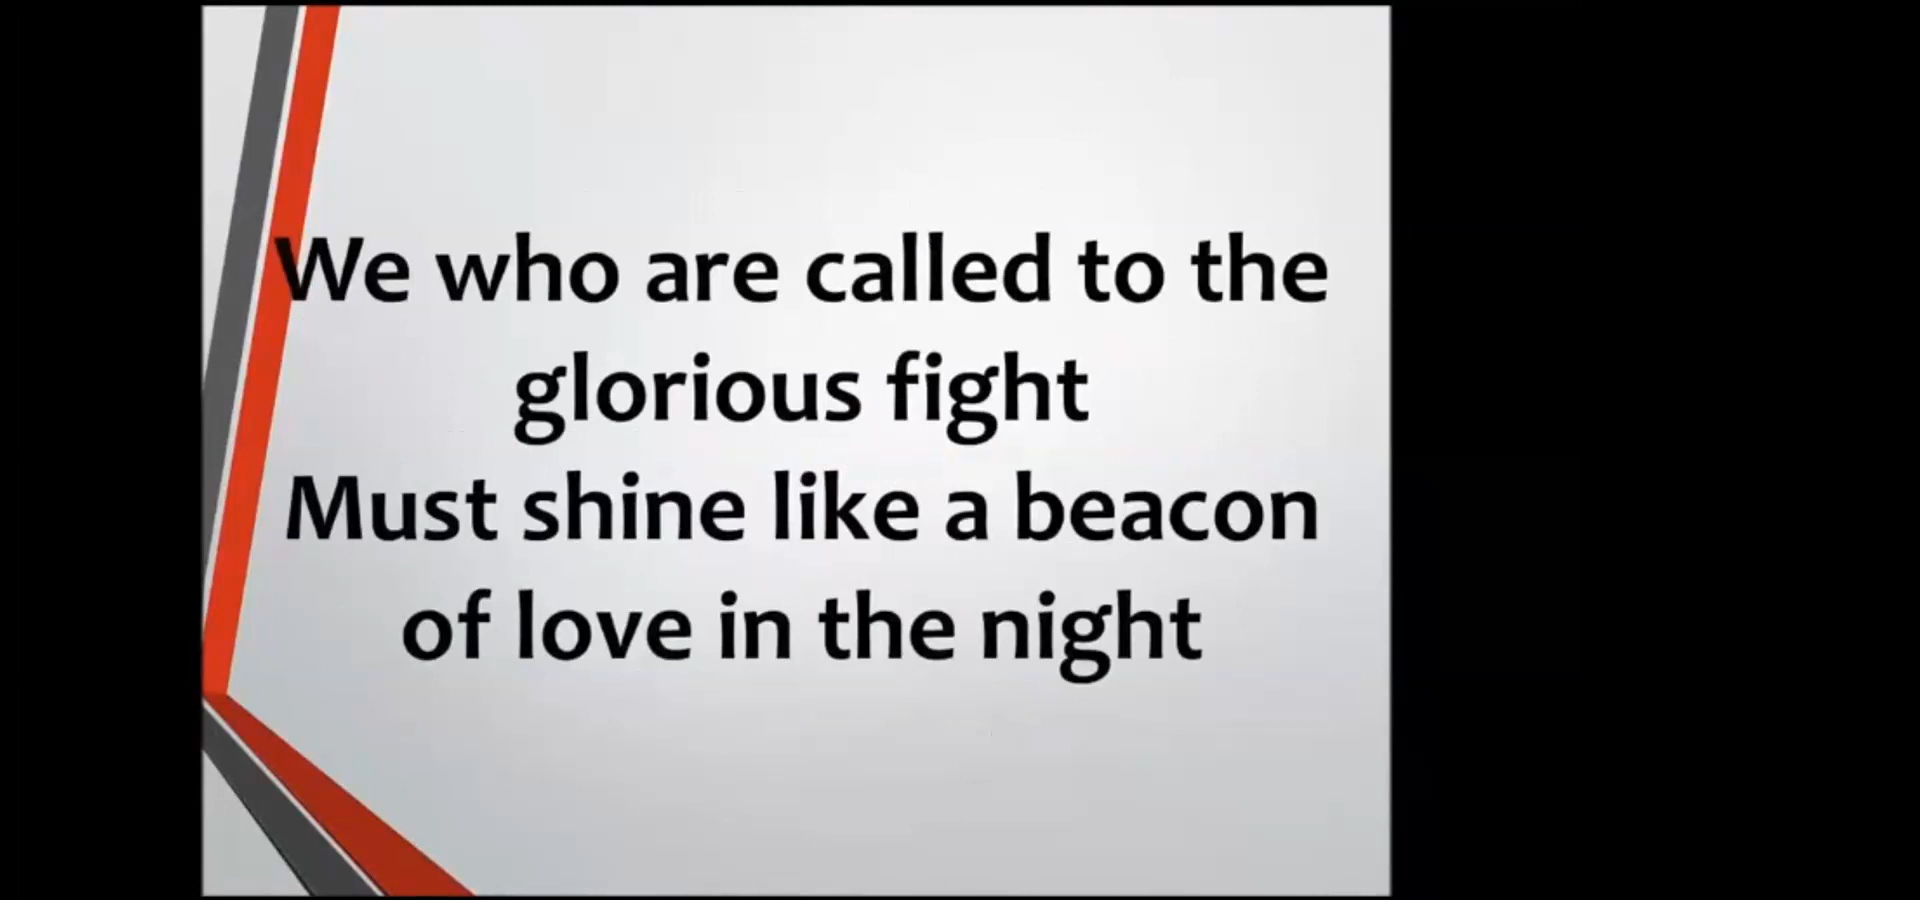 We who are called to the
glorious fight
Must shine like a beacon
of love in the night